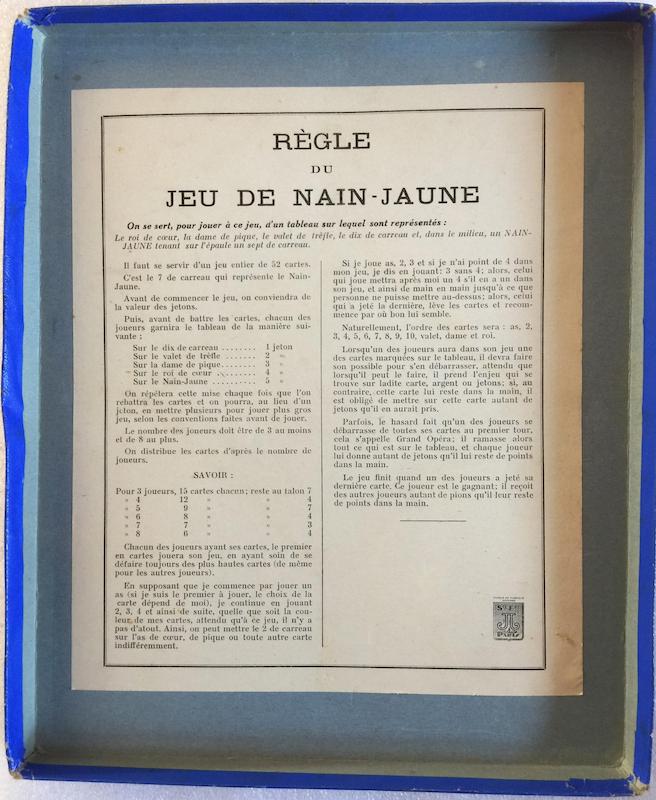 RÈGLE
DU
JEU DE NAIN-JAUNE
On se sert, pour jouer à ce jeu, d'un tableau sur lequel sont représentés :
Le roi de cœur, la dame de pique, le valet de trèfle, le dix de carreau et, dans le milieu, un NAIN-
JAUNE tenant sur l'épaule un sept de carreau.
Il faut se servir d'un jeu entier de 52 cartes.
C'est le 7 de carreau qui représente le Nain-
Jaune.
Avant de commencer le jeu, on conviendra de
la valeur des jetons.
Puis, avant de battre les cartes, chacun des
joueurs garnira le tableau de la manière sui-
vante :
Sur le dix de carreau ........ 1 jeton
Sur le valet de trèfle ....... 2 »
Sur la dame de pique ....... 3 »
Sur le roi de cœur ......... 4 »
Sur le Nain-Jaune .......... 5 »
On répétera cette mise chaque fois que l'on
rebattra les cartes et on pourra, au lieu d'un
jeton, en mettre plusieurs pour jouer plus gros
jeu, selon les conventions faites avant de jouer.
Le nombre des joueurs doit être de 3 au moins
et de 8 au plus.
On distribue les cartes d'après le nombre de
joueurs.
SAVOIR :
Pour 3 joueurs, 15 cartes chacun ; reste au talon 7
» 4 12 » » 4
» 5 9 » » 7
» 6 8 » » 4
» 7 7 » » 3
» 8 6 » » 4
Chacun des joueurs ayant ses cartes, le premier
en cartes jouera son jeu, en ayant soin de se
défaire toujours des plus hautes cartes (de même
pour les autres joueurs).
En supposant que je commence par jouer un
as (si je suis le premier à jouer, le choix de la
carte dépend de moi), je continue en jouant
2, 3, 4 et ainsi de suite, quelle que soit la cou-
leur de mes cartes, attendu qu'à ce jeu, il n'y a
pas d'atout. Ainsi, on peut mettre le 2 de carreau
sur l'as de cœur, de pique ou toute autre carte
indifféremment.
Si je joue as, 2, 3 et si je n'ai point de 4 dans
mon jeu, je dis en jouant : 3 sans 4 ; alors, celui
qui joue mettra après moi un 4 s'il en a un dans
son jeu, et ainsi de main en main jusqu'à ce que
personne ne puisse mettre au-dessus ; alors, celui
qui a jeté la dernière, lève les cartes et recom-
mence par où bon lui semble.
Naturellement, l'ordre des cartes sera : as, 2,
3, 4, 5, 6, 7, 8, 9, 10, valet, dame et roi.
Lorsqu'un des joueurs aura dans son jeu une
des cartes marquées sur le tableau, il devra faire
son possible pour s'en débarrasser, attendu que
lorsqu'il peut le faire, il prend l'enjeu qui se
trouve sur ladite carte, argent ou jetons ; si, au
contraire, cette carte lui reste dans la main, il
est obligé de mettre sur cette carte autant de
jetons qu'il en aurait pris.
Parfois, le hasard fait qu'un des joueurs se
débarrasse de toutes ses cartes au premier tour,
cela s'appelle Grand Opéra ; il ramasse alors
tout ce qui est sur le tableau, et chaque joueur
lui donne autant de jetons qu'il lui reste de points
dans la main.
Le jeu finit quand un des joueurs a jeté sa
dernière carte. Ce joueur est le gagnant ; il reçoit
des autres joueurs autant de pions qu'il leur reste
de points dans la main.
PARIS